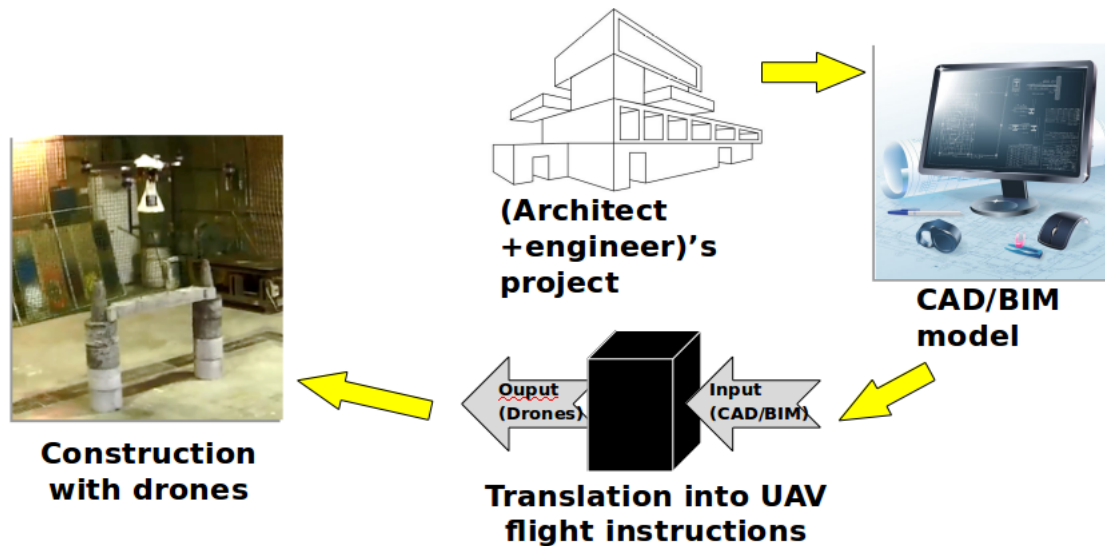 (Architect
+engineer)'s
project
CAD/BIM
model
Input
(CAD/BIM)
Ouput
(Drones)
Translation into UAV
flight instructions
Construction
with drones